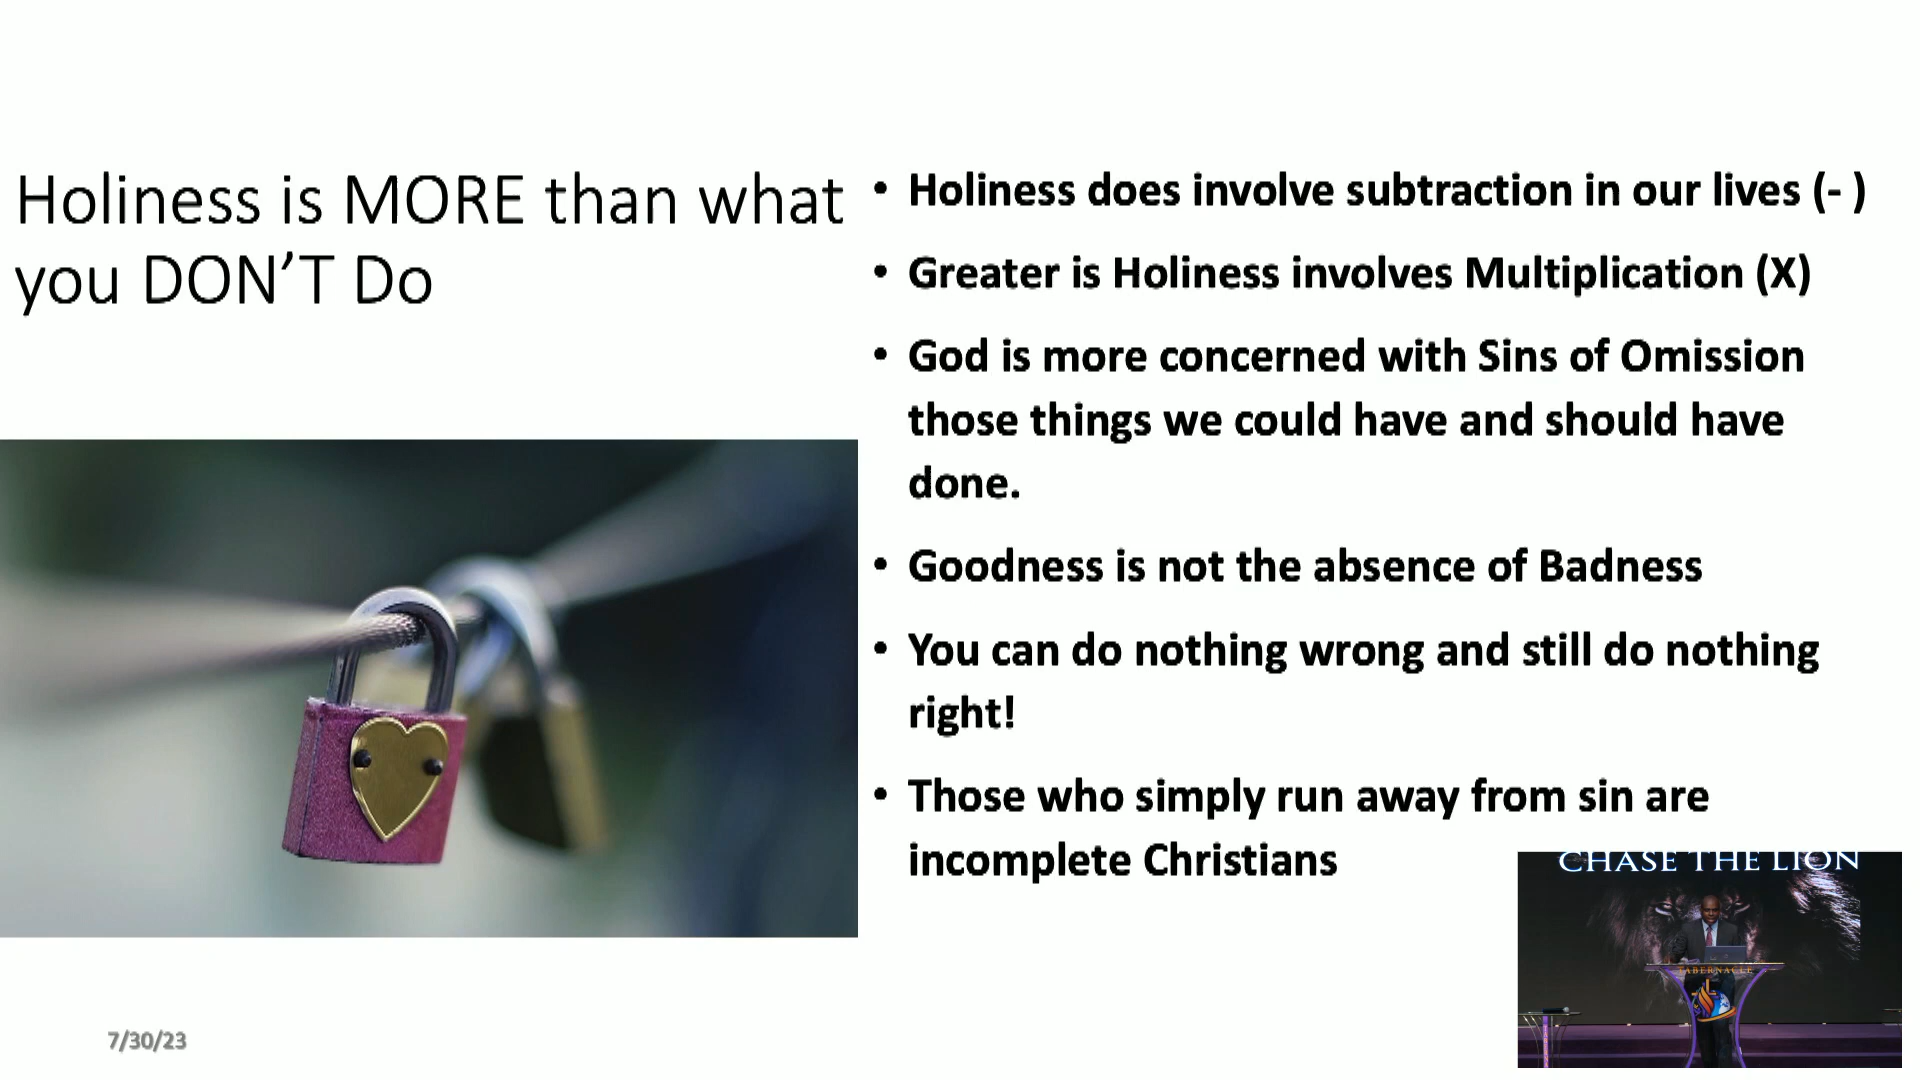 Holiness is MORE than what
you DON’T Do
• Holiness does involve subtraction in our lives (- )
• Greater is Holiness involves Multiplication (X)
• God is more concerned with Sins of Omission
those things we could have and should have
done.
• Goodness is not the absence of Badness
• You can do nothing wrong and still do nothing
right!
• Those who simply run away from sin are
incomplete Christians
CHASE THE LION
TABERNACLE
7/30/23